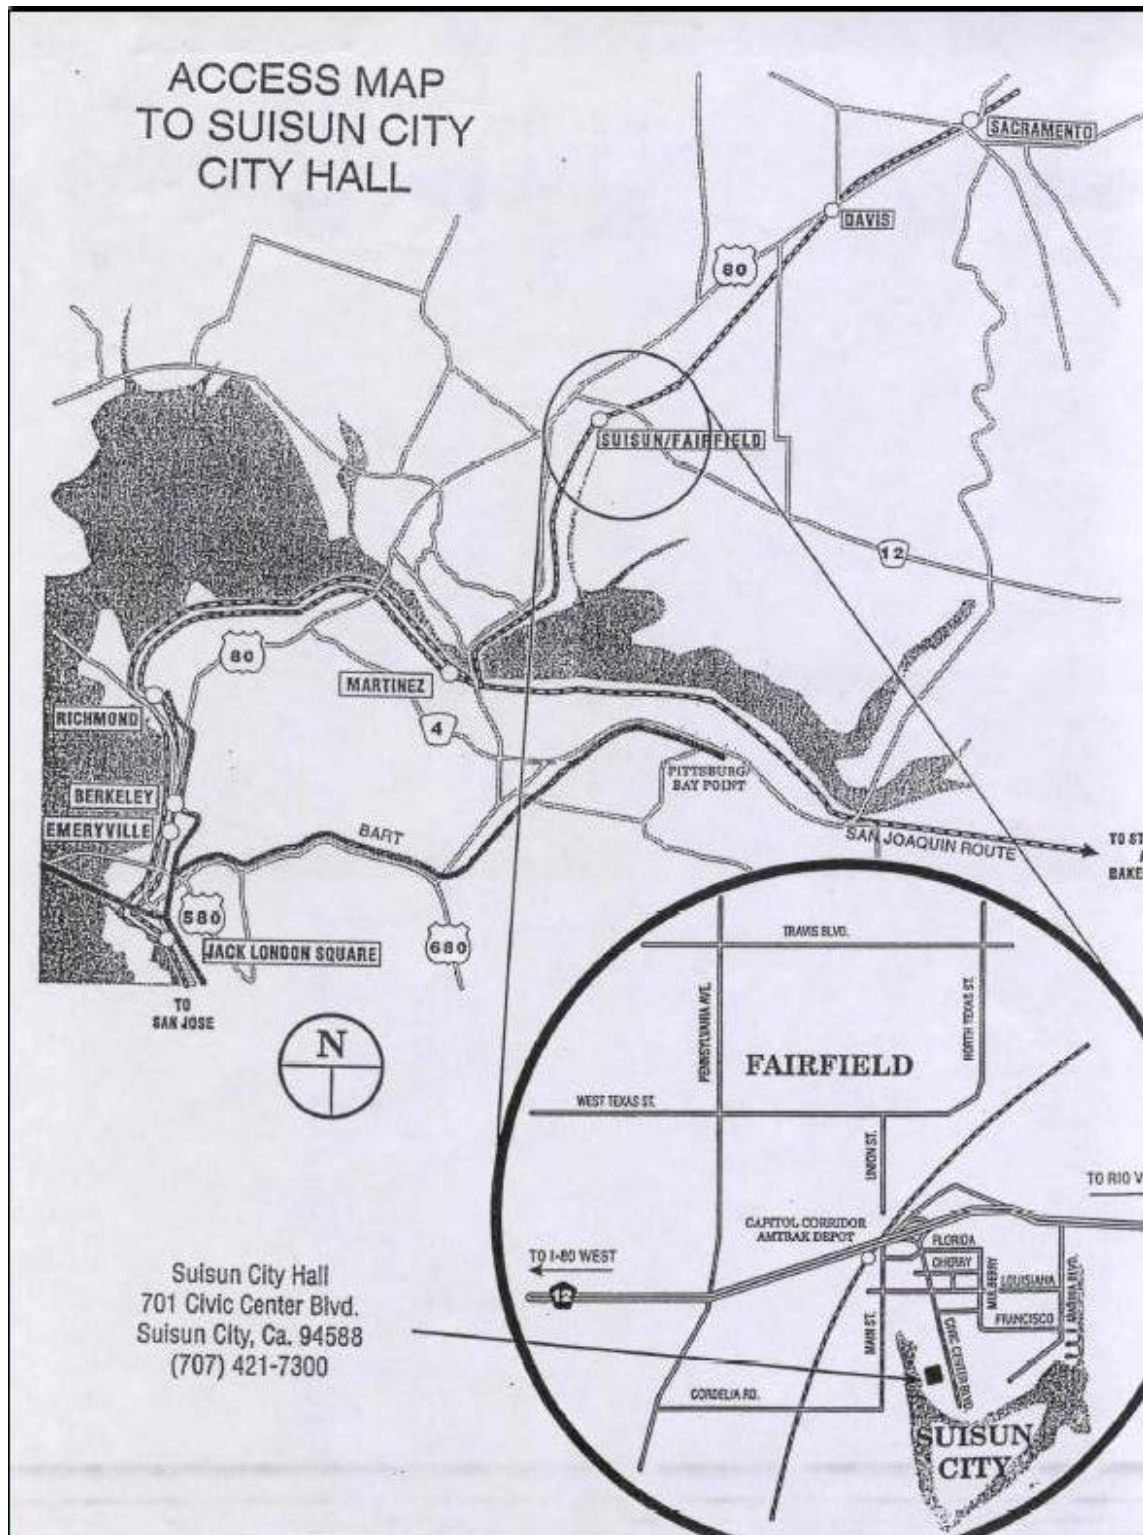 ACCESS MAP
TO SUISUN CITY
CITY HALL
SACRAMENTO
DAVIS
80
SUISUN/FAIRFIELD
12
80
MARTINEZ
RICHMOND
4
PITTSBURG/
BAY POINT
BERKELEY
EMERYVILLE
BART
SAN JOAQUIN ROUTE
TO ST
BAKE
580
680
JACK LONDON SQUARE
TO
SAN JOSE
N
TRAVIS BLVD.
PENNSYLVANIA AVE.
NORTH TEXAS ST.
FAIRFIELD
WEST TEXAS ST.
UNION ST.
TO RIO V
CAPITOL CORRIDOR
AMTRAK DEPOT
TO I-80 WEST
12
FLORIDA
CHERRY
MULBERRY
LOUISIANA
MARINA BLVD.
FRANCISCO
MAIN ST.
CIVIC CENTER BLVD.
CORDELIA RD.
SUISUN
CITY
Suisun City Hall
701 Civic Center Blvd.
Suisun City, Ca. 94588
(707) 421-7300